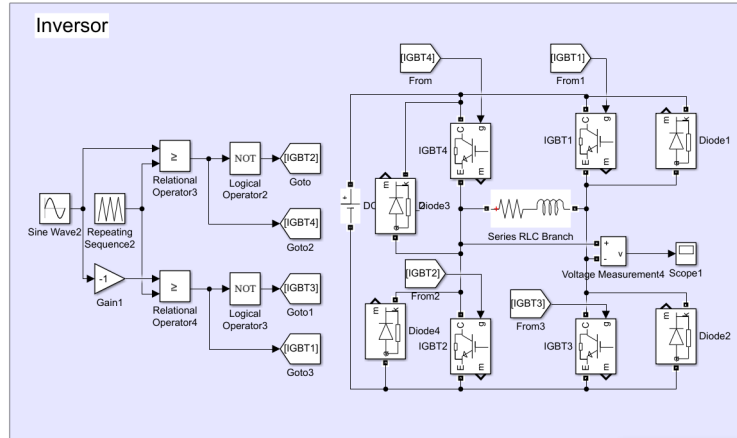 Inversor
[IGBT4]
From
[IGBT1]
From1
IGBT4
IGBT1
Diode1
m
C
g
E
m
C
g
E
m
k
a
≥
Relational
Operator3
NOT
Logical
Operator2
[IGBT2]
Goto
[IGBT4]
Goto2
Sine Wave2
Repeating
Sequence2
-1
Gain1
≥
Relational
Operator4
NOT
Logical
Operator3
[IGBT3]
Goto1
[IGBT1]
Goto3
+
Diode3
m
k
Series RLC Branch
+
-
v
Voltage Measurement4
Scope1
[IGBT2]
From2
[IGBT3]
From3
Diode4
m
k
IGBT2
C
g
E
m
IGBT3
C
g
E
m
Diode2
m
k